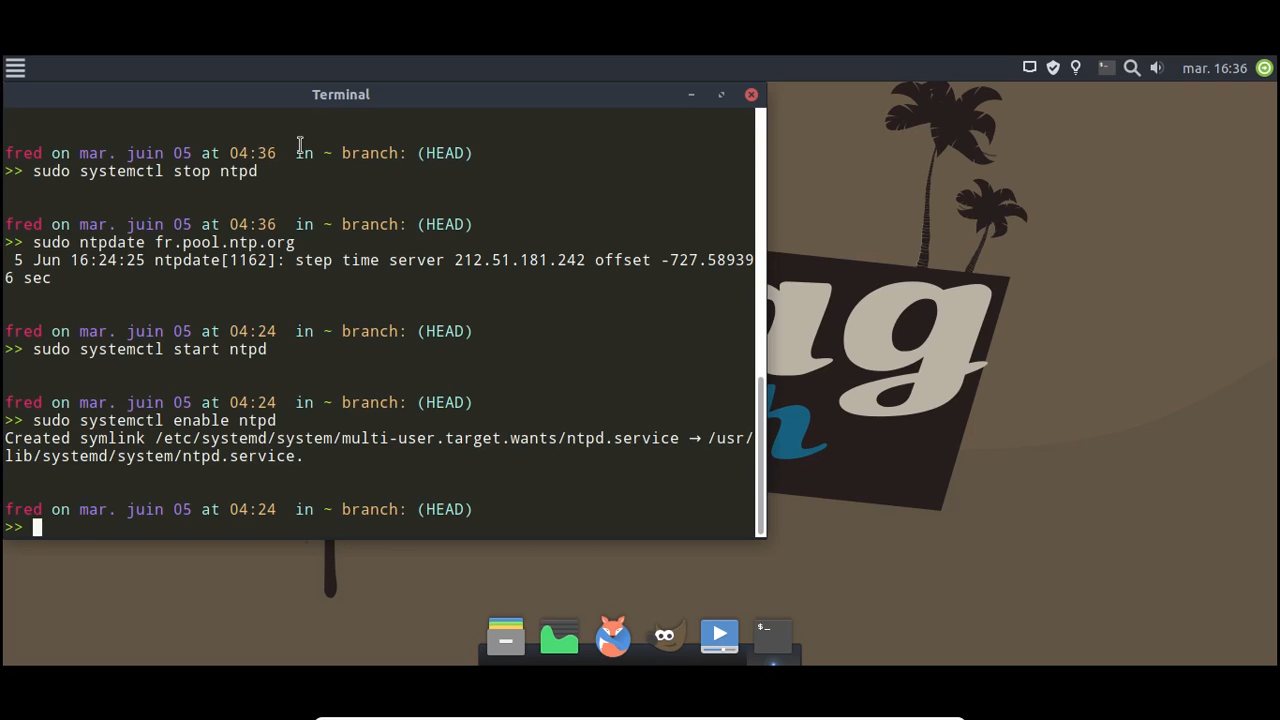 mar. 16:36
Terminal
fred on mar. juin 05 at 04:36 in ~ branch: (HEAD)
>> sudo systemctl stop ntpd
fred on mar. juin 05 at 04:36 in ~ branch: (HEAD)
>> sudo ntpdate fr.pool.ntp.org
5 Jun 16:24:25 ntpdate[1162]: step time server 212.51.181.242 offset -727.58939
6 sec
fred on mar. juin 05 at 04:24 in ~ branch: (HEAD)
>> sudo systemctl start ntpd
fred on mar. juin 05 at 04:24 in ~ branch: (HEAD)
>> sudo systemctl enable ntpd
Created symlink /etc/systemd/system/multi-user.target.wants/ntpd.service → /usr/
lib/systemd/system/ntpd.service.
fred on mar. juin 05 at 04:24 in ~ branch: (HEAD)
>>
$_